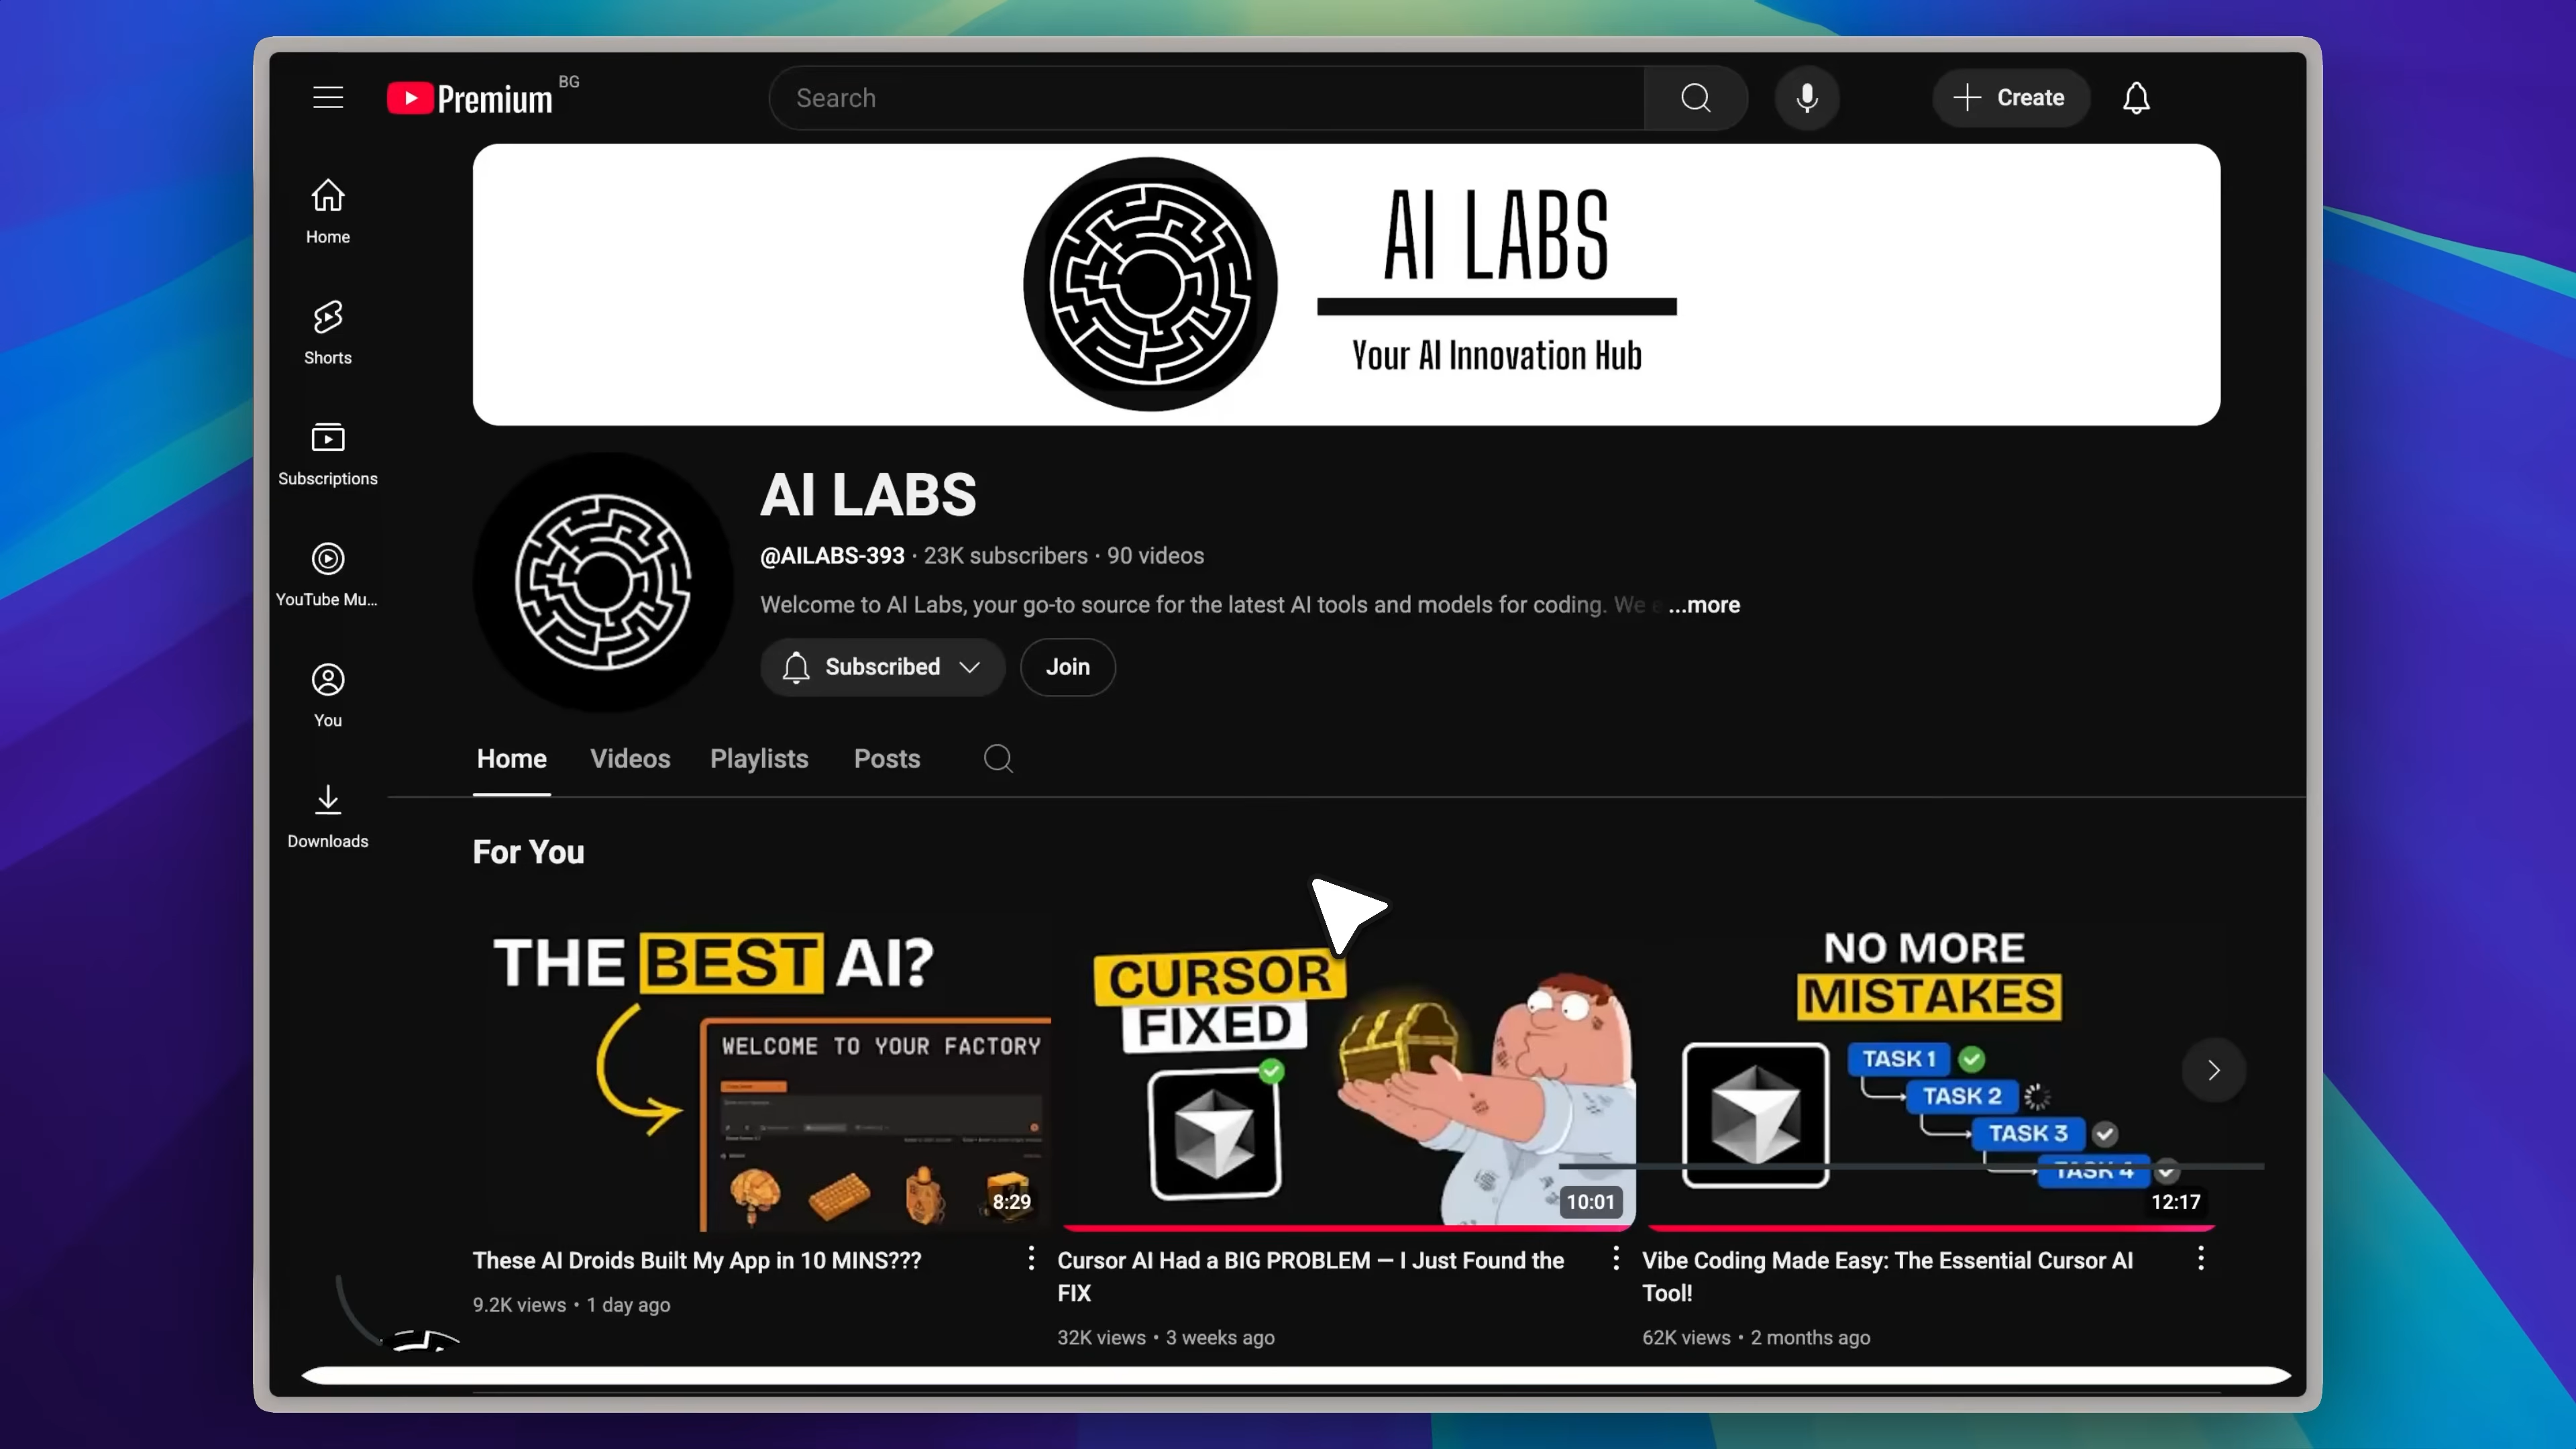 Premium BG
Search
Create
Home
Shorts
Subscriptions
YouTube Mu...
You
Downloads
AI LABS
Your AI Innovation Hub
AI LABS
@AILABS-393 · 23K subscribers · 90 videos
Welcome to AI Labs, your go-to source for the latest AI tools and models for coding. We ...more
Subscribed
Join
Home Videos Playlists Posts
For You
THE BEST AI?
WELCOME TO YOUR FACTORY
8:29
These AI Droids Built My App in 10 MINS???
9.2K views • 1 day ago
CURSOR
FIXED
10:01
Cursor AI Had a BIG PROBLEM — I Just Found the
FIX
32K views • 3 weeks ago
NO MORE
MISTAKES
TASK 1
TASK 2
TASK 3
TASK 4
12:17
Vibe Coding Made Easy: The Essential Cursor AI
Tool!
62K views • 2 months ago